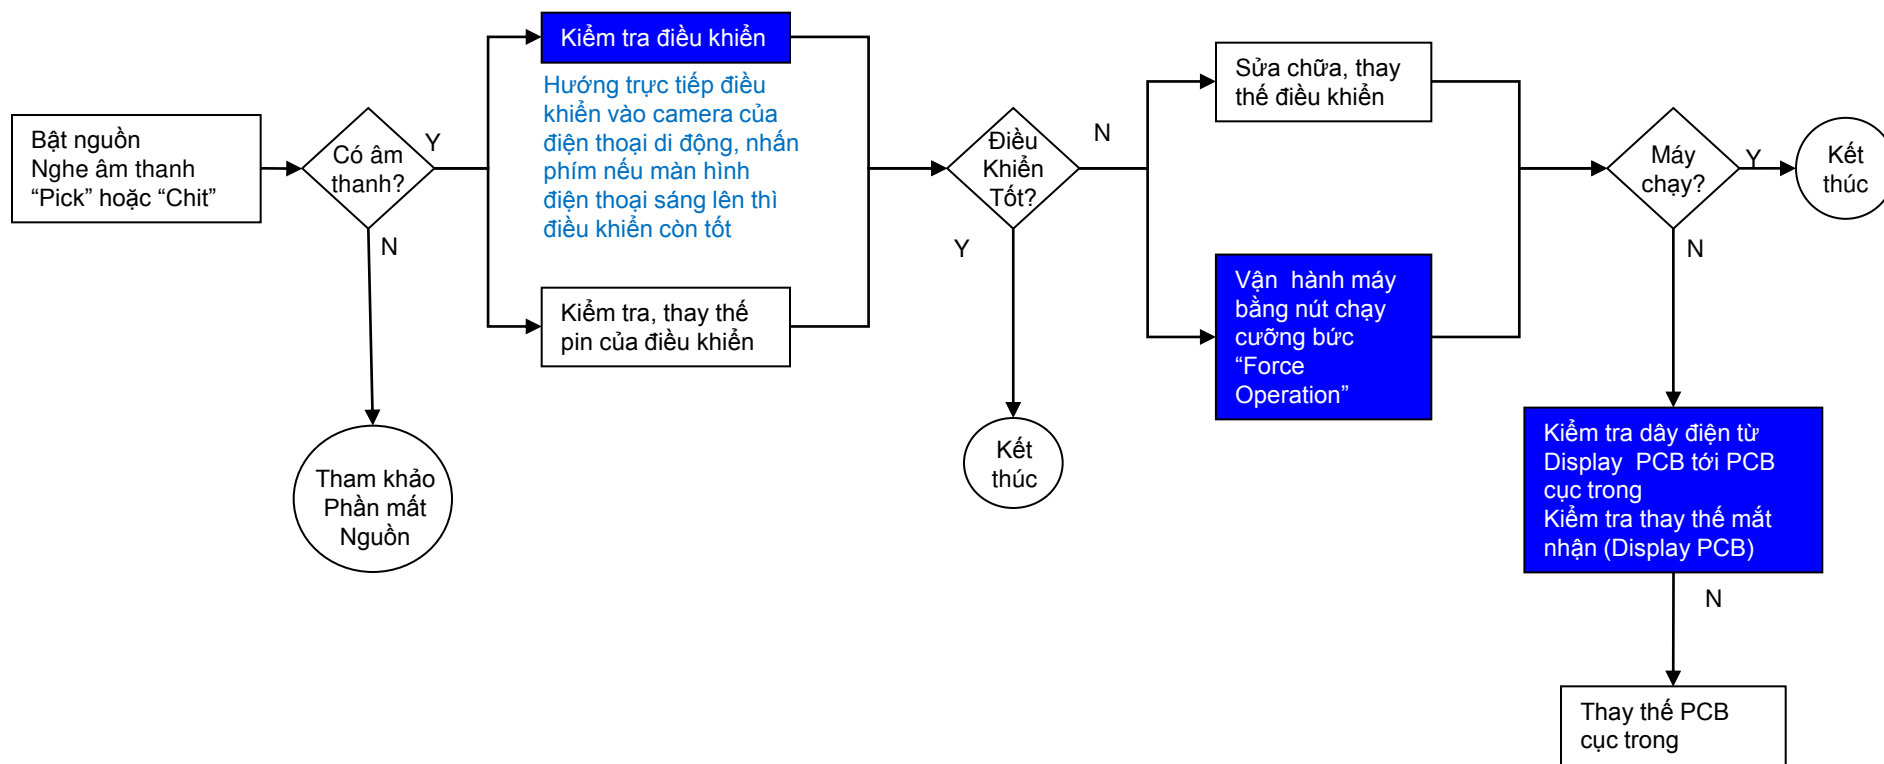 Bật nguồn
Nghe âm thanh
“Pick” hoặc “Chit”
Có âm
thanh?
Y
N
Tham khảo
Phần mất
Nguồn
Kiểm tra điều khiển
Hướng trực tiếp điều
khiển vào camera của
điện thoại di động, nhấn
phím nếu màn hình
điện thoại sáng lên thì
điều khiển còn tốt
Kiểm tra, thay thế
pin của điều khiển
Điều
Khiển
Tốt?
N
Y
Kết
thúc
Sửa chữa, thay
thế điều khiển
Vận  hành máy
bằng nút chạy
cưỡng bức
“Force
Operation”
Máy
chạy?
Y
Kết
thúc
N
Kiểm tra dây điện từ
Display  PCB tới PCB
cục trong
Kiểm tra thay thế mắt
nhận (Display PCB)
N
Thay thế PCB
cục trong